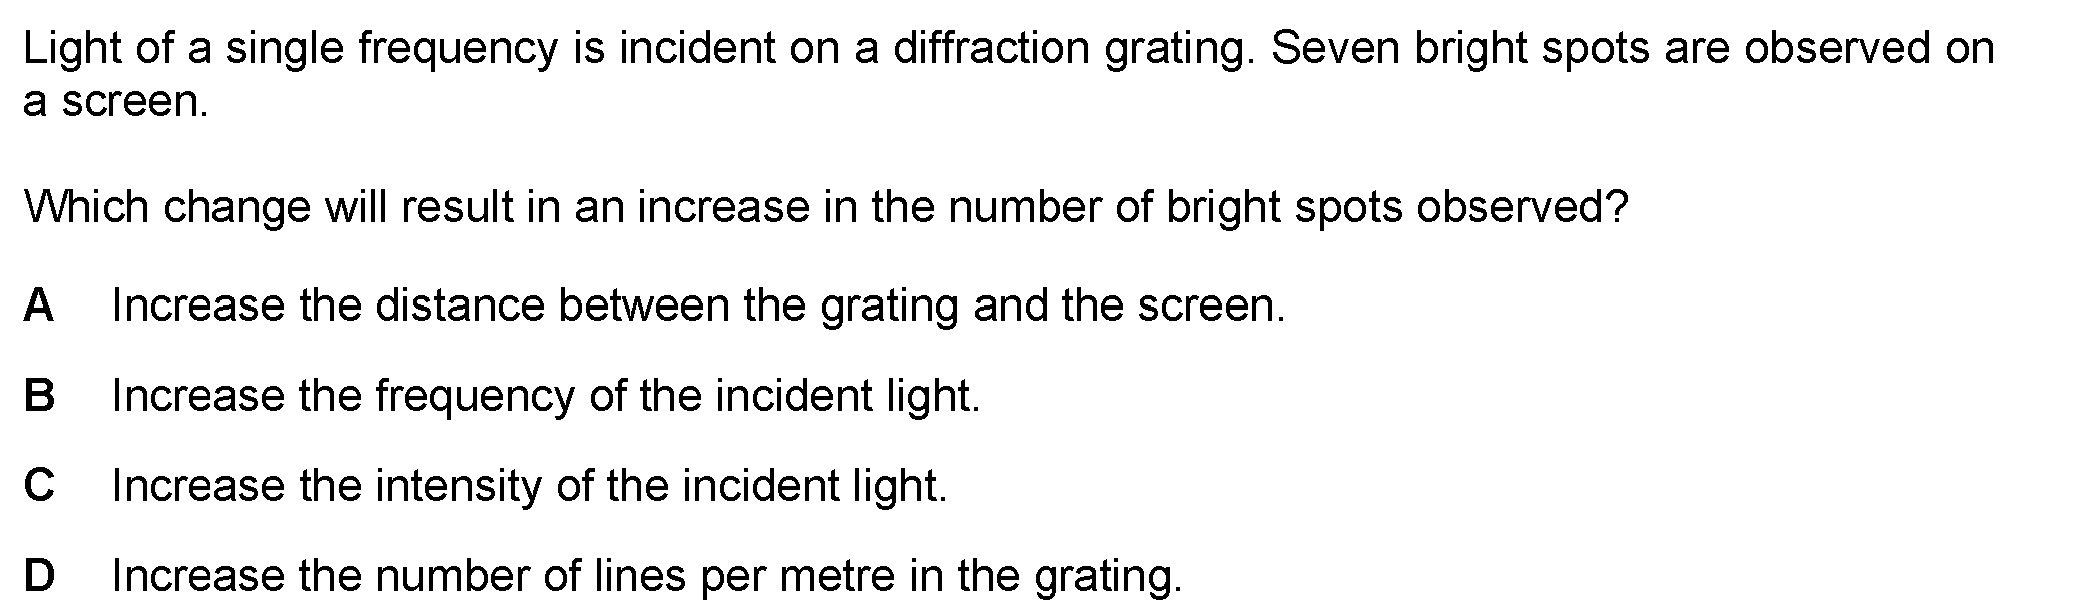 Light of a single frequency is incident on a diffraction grating. Seven bright spots are observed on
a screen.
Which change will result in an increase in the number of bright spots observed?
A Increase the distance between the grating and the screen.
B Increase the frequency of the incident light.
C Increase the intensity of the incident light.
D Increase the number of lines per metre in the grating.